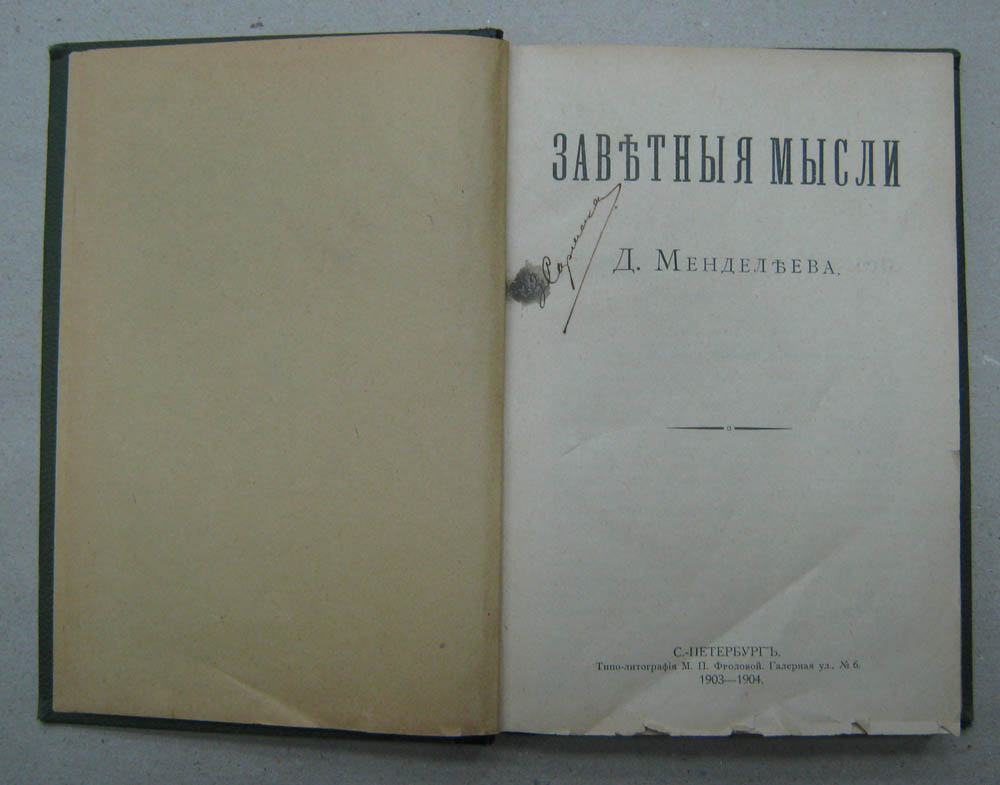 ЗАВѢТНЫЯ МЫСЛИ
Д. МЕНДЕЛѢЕВА.
С.-ПЕТЕРБУРГЪ.
Типо-литографія М. П. Фроловой. Галерная ул., № 6.
1903—1904.